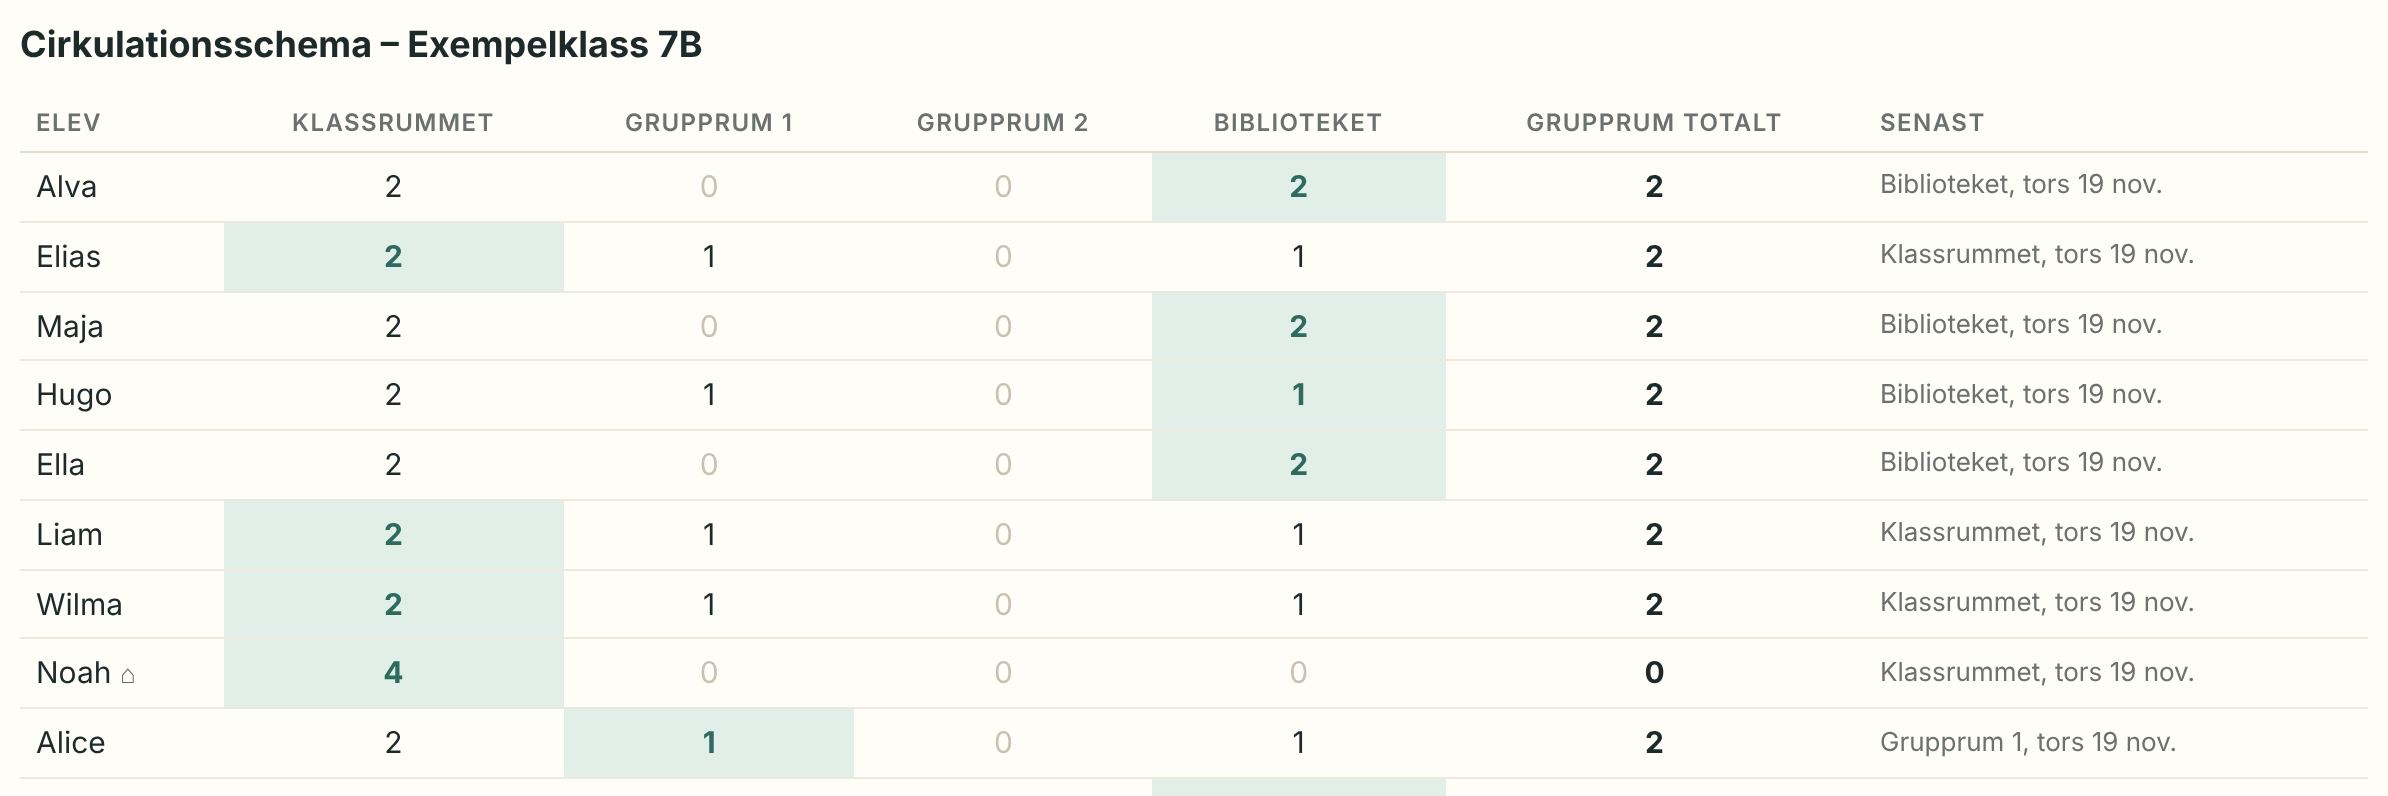 Cirkulationsschema – Exempelklass 7B
ELEV KLASSRUMMET GRUPPRUM 1 GRUPPRUM 2 BIBLIOTEKET GRUPPRUM TOTALT SENAST
Alva 2 0 0 2 2 Biblioteket, tors 19 nov.
Elias 2 1 0 1 2 Klassrummet, tors 19 nov.
Maja 2 0 0 2 2 Biblioteket, tors 19 nov.
Hugo 2 1 0 1 2 Biblioteket, tors 19 nov.
Ella 2 0 0 2 2 Biblioteket, tors 19 nov.
Liam 2 1 0 1 2 Klassrummet, tors 19 nov.
Wilma 2 1 0 1 2 Klassrummet, tors 19 nov.
Noah ⌂ 4 0 0 0 0 Klassrummet, tors 19 nov.
Alice 2 1 0 1 2 Grupprum 1, tors 19 nov.